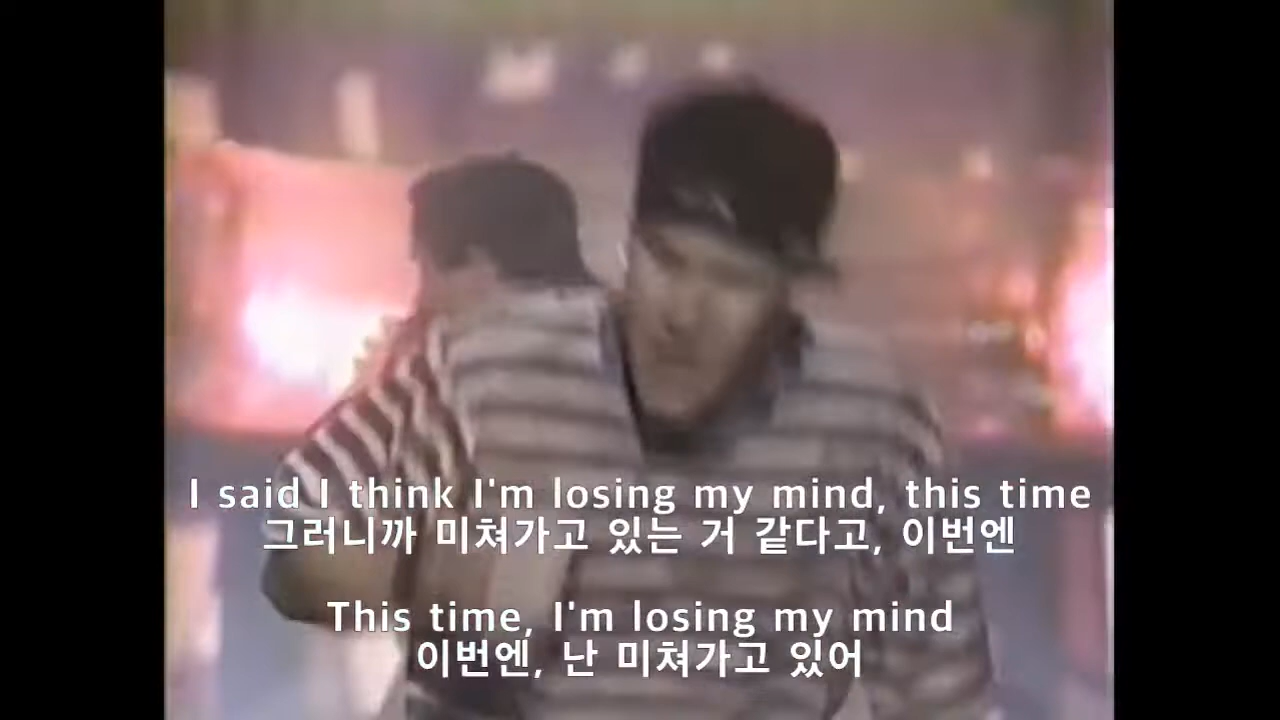 I said I think I'm losing my mind, this time
그러니까 미쳐가고 있는 거 같다고, 이번엔
This time, I'm losing my mind
이번엔, 난 미쳐가고 있어